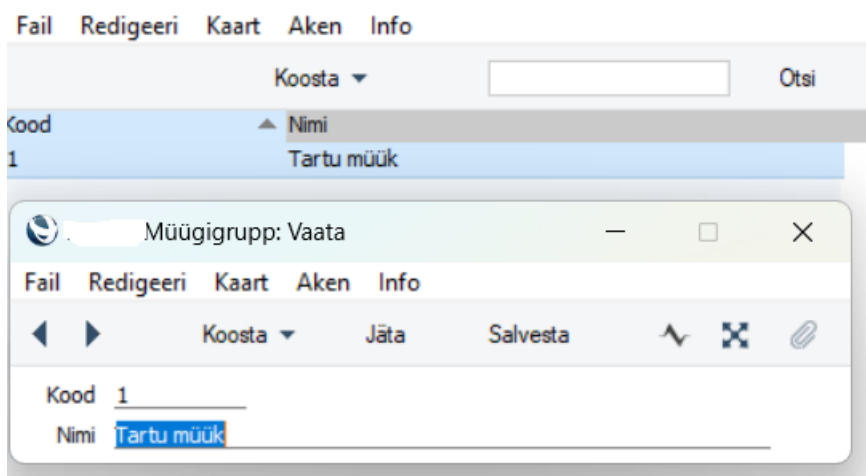 Fail Redigeeri Kaart Aken Info
Koosta Otsi
Kood Nimi
1 Tartu müük
Müügigrupp: Vaata
Fail Redigeeri Kaart Aken Info
Koosta Jäta Salvesta
Kood 1
Nimi Tartu müük